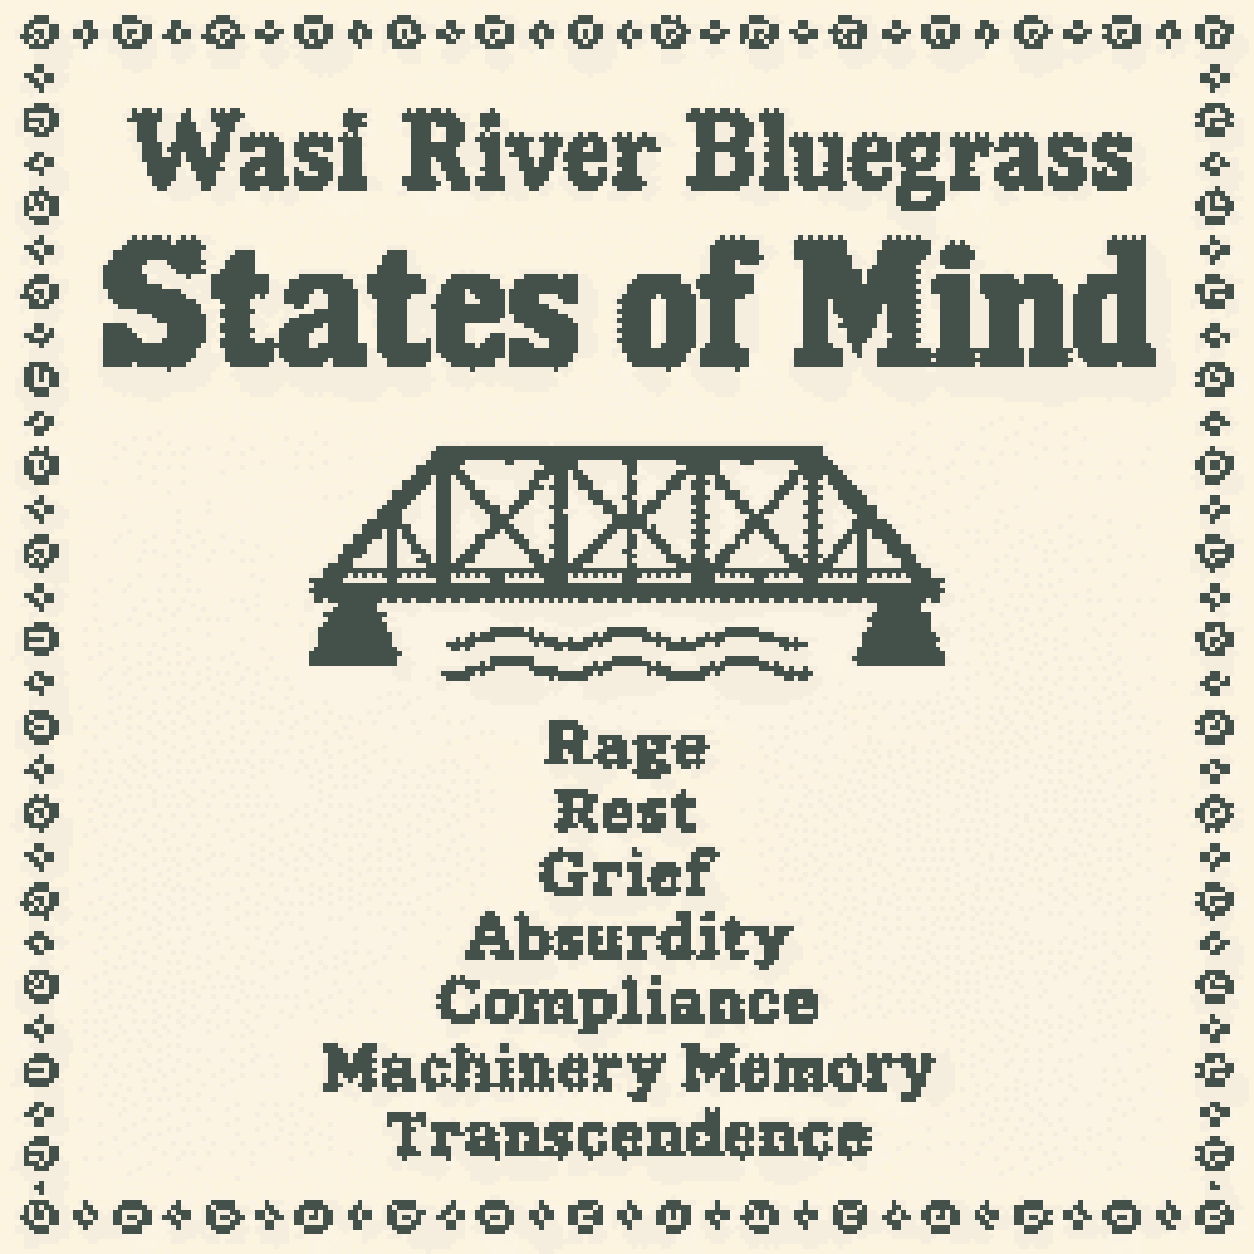 Wasi River Bluegrass
States of Mind
Rage
Rest
Grief
Absurdity
Compliance
Machinery Memory
Transcendence